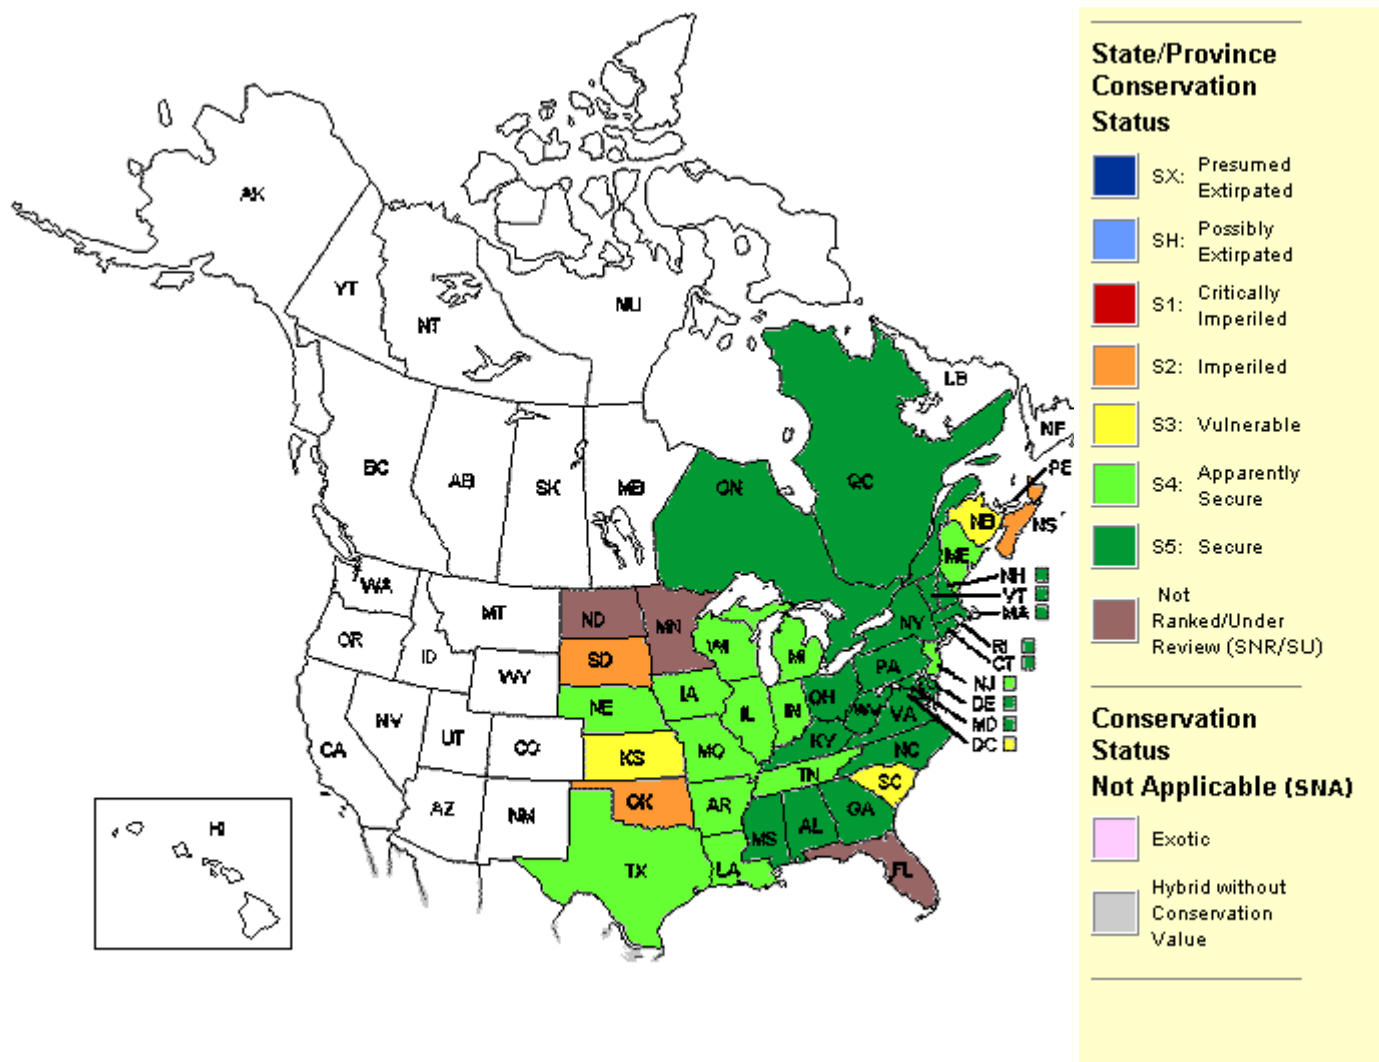 AK
YT
NT
NU
BC
AB
SK
MB
ON
QC
LB
NF
PE
NB
NS
ME
NH
VT
MA
RI
CT
NJ
DE
MD
DC
WA
OR
ID
MT
WY
ND
MN
SD
WI
MI
NY
PA
IA
NE
IL
IN
OH
WV
VA
KY
NC
CA
NV
UT
CO
KS
MO
TN
SC
AZ
NM
OK
AR
MS
AL
GA
TX
LA
FL
HI
State/Province
Conservation
Status
SX: Presumed
Extirpated
SH: Possibly
Extirpated
S1: Critically
Imperiled
S2: Imperiled
S3: Vulnerable
S4: Apparently
Secure
S5: Secure
Not
Ranked/Under
Review (SNR/SU)
Conservation
Status
Not Applicable (SNA)
Exotic
Hybrid without
Conservation
Value